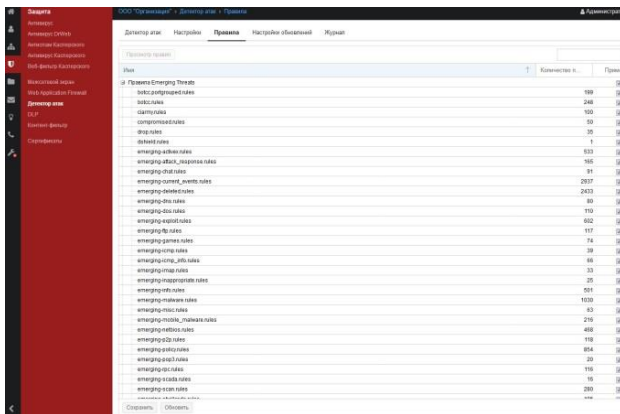 Защита
ООО "Организация" › Детектор атак › Правила
Администрат
Антивирус
Антивирус DrWeb
Антиспам Касперского
Антивирус Касперского
Веб-фильтр Касперского
Межсетевой экран
Web Application Firewall
Детектор атак
DLP
Контент-фильтр
Сертификаты
Детектор атак Настройки Правила Настройки обновлений Журнал
Просмотр правил
Имя ↑ Количество п... Приме
Правила Emerging Threats
botcc.portgrouped.rules 169
botcc.rules 246
ciarmy.rules 100
compromised.rules 50
drop.rules 35
dshield.rules 1
emerging-activex.rules 533
emerging-attack_response.rules 165
emerging-chat.rules 91
emerging-current_events.rules 2837
emerging-deleted.rules 2433
emerging-dns.rules 80
emerging-dos.rules 110
emerging-exploit.rules 602
emerging-ftp.rules 117
emerging-games.rules 74
emerging-icmp.rules 39
emerging-icmp_info.rules
emerging-imap.rules 33
emerging-inappropriate.rules 25
emerging-info.rules 501
emerging-malware.rules 1030
emerging-misc.rules 63
emerging-mobile_malware.rules 216
emerging-netbios.rules 468
emerging-p2p.rules 118
emerging-policy.rules 854
emerging-pop3.rules 20
emerging-rpc.rules 116
emerging-scada.rules 16
emerging-scan.rules 260
Сохранить Обновить